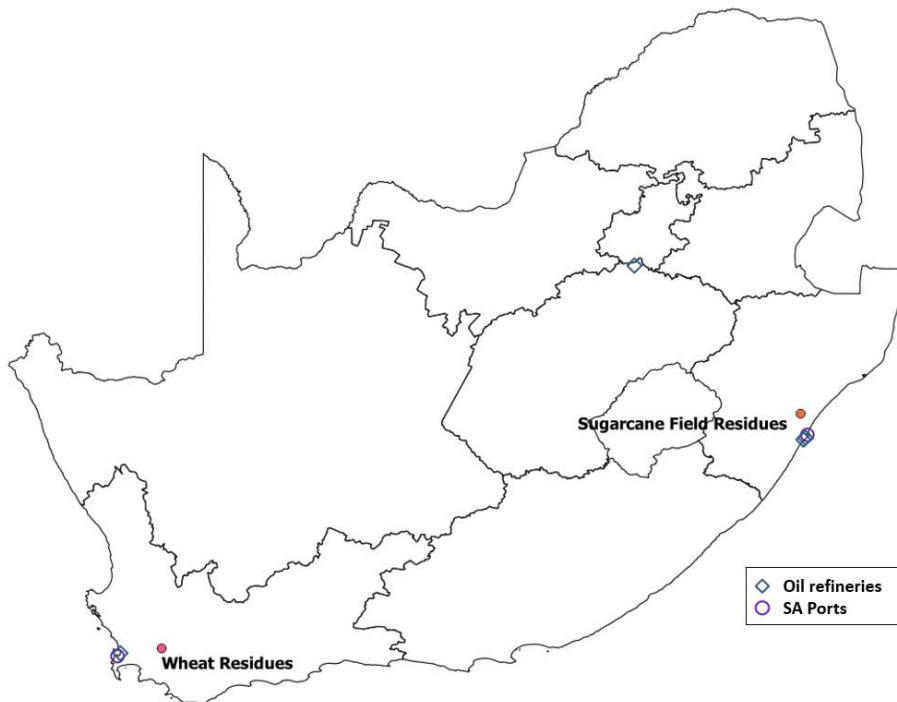 Sugarcane Field Residues
Oil refineries
SA Ports
Wheat Residues